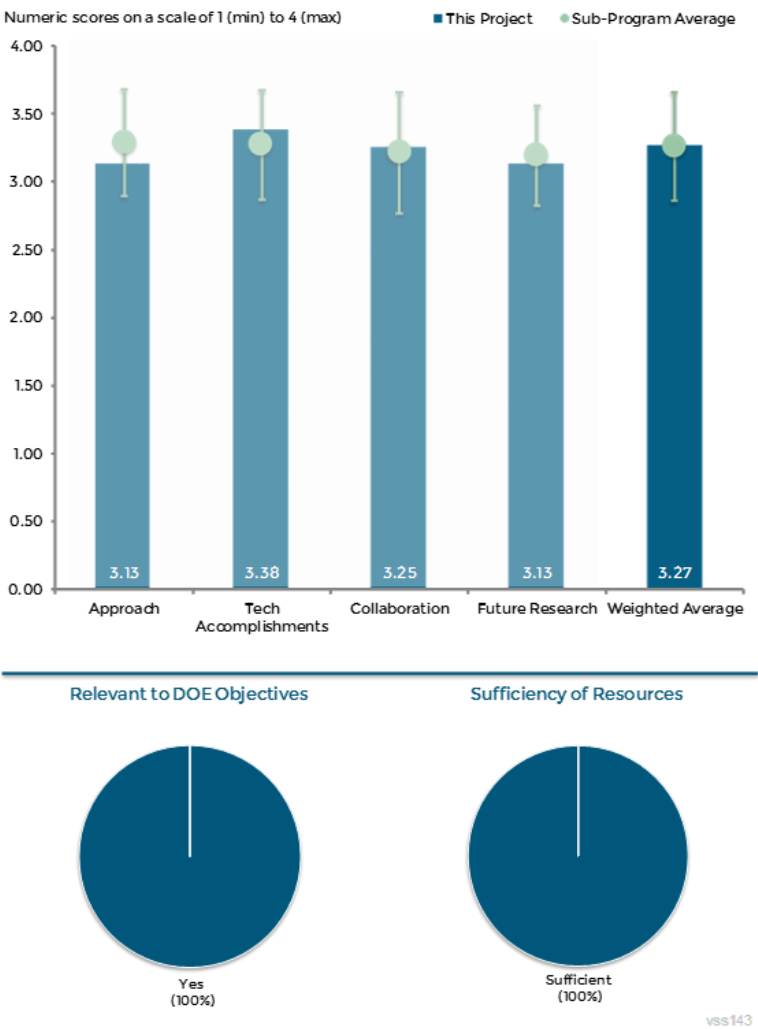 Numeric scores on a scale of 1 (min) to 4 (max)
This Project
Sub-Program Average
4.00
3.50
3.00
2.50
2.00
1.50
1.00
0.50
0.00
3.13
3.38
3.25
3.13
3.27
Approach
Tech
Accomplishments
Collaboration
Future Research
Weighted Average
Relevant to DOE Objectives
Sufficiency of Resources
Yes
(100%)
Sufficient
(100%)
vss143